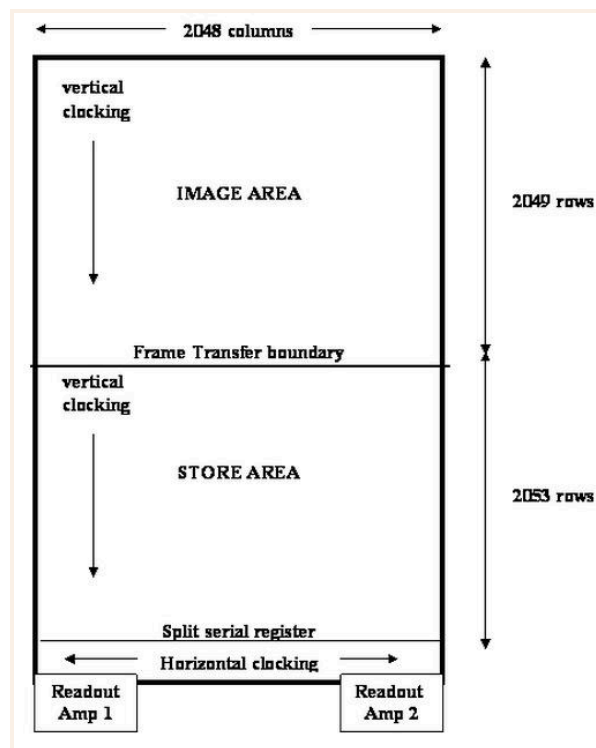 2048 columns
vertical
clocking
IMAGE AREA
2049 rows
Frame Transfer boundary
vertical
clocking
STORE AREA
2053 rows
Split serial register
Horizontal clocking
Readout
Amp 1
Readout
Amp 2